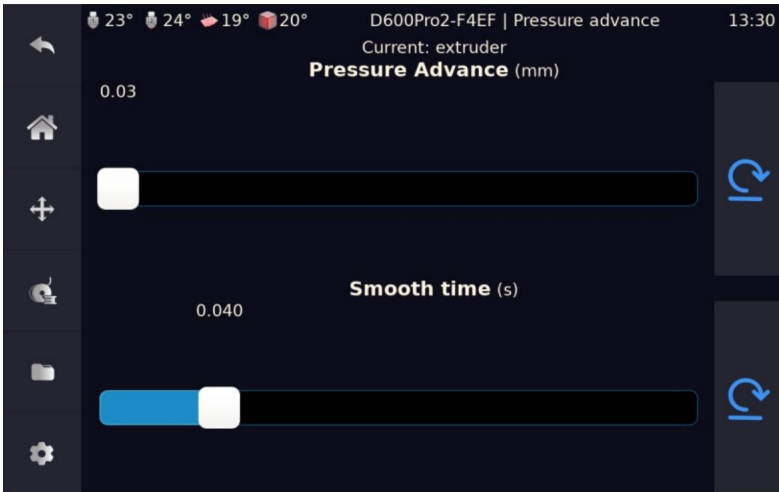 23° 24° 19° 20° D600Pro2-F4EF | Pressure advance 13:30
Current: extruder
Pressure Advance (mm)
0.03
Smooth time (s)
0.040